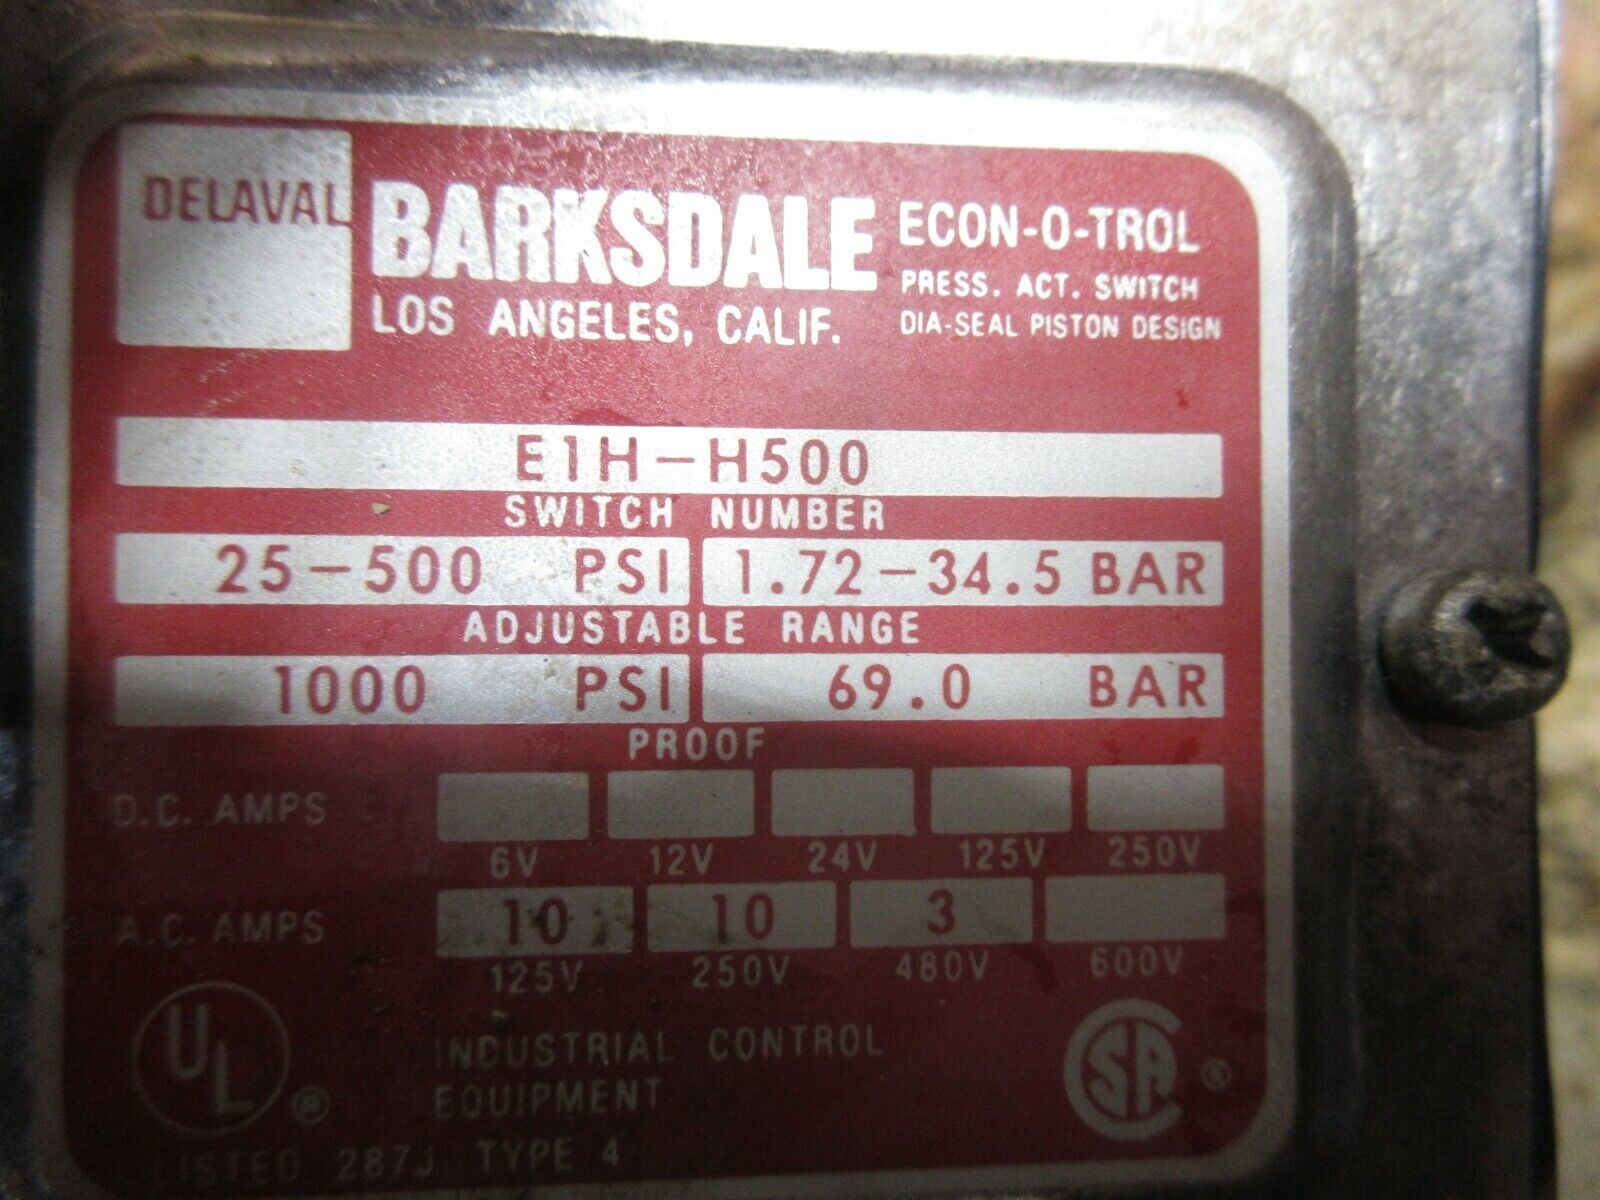 DELAVAL
BARKSDALE
LOS ANGELES, CALIF.
ECON-O-TROL
PRESS. ACT. SWITCH
DIA-SEAL PISTON DESIGN
E1H-H500
SWITCH NUMBER
25-500 PSI 1.72-34.5 BAR
ADJUSTABLE RANGE
1000 PSI 69.0 BAR
PROOF
D.C. AMPS
6V 12V 24V 125V 250V
A.C. AMPS 10 10 3
125V 250V 480V 600V
UL ®
INDUSTRIAL CONTROL
EQUIPMENT
LISTED 287J TYPE 4
CSA